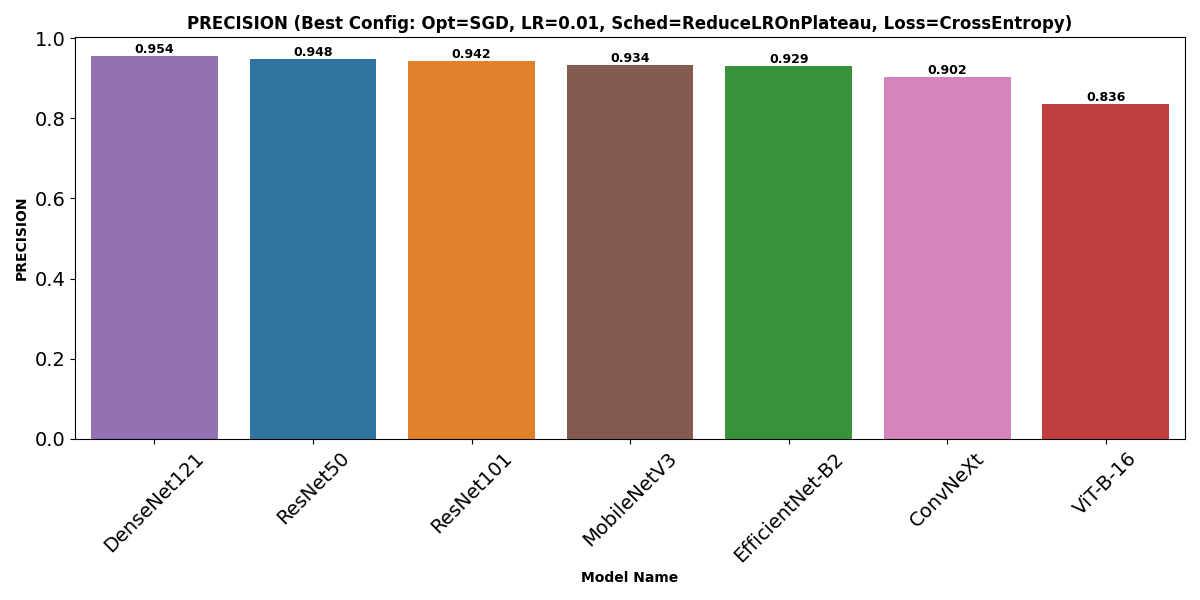 PRECISION (Best Config: Opt=SGD, LR=0.01, Sched=ReduceLROnPlateau, Loss=CrossEntropy)
PRECISION
1.0
0.8
0.6
0.4
0.2
0.0
0.954
0.948
0.942
0.934
0.929
0.902
0.836
DenseNet121
ResNet50
ResNet101
MobileNetV3
EfficientNet-B2
ConvNeXt
ViT-B-16
Model Name